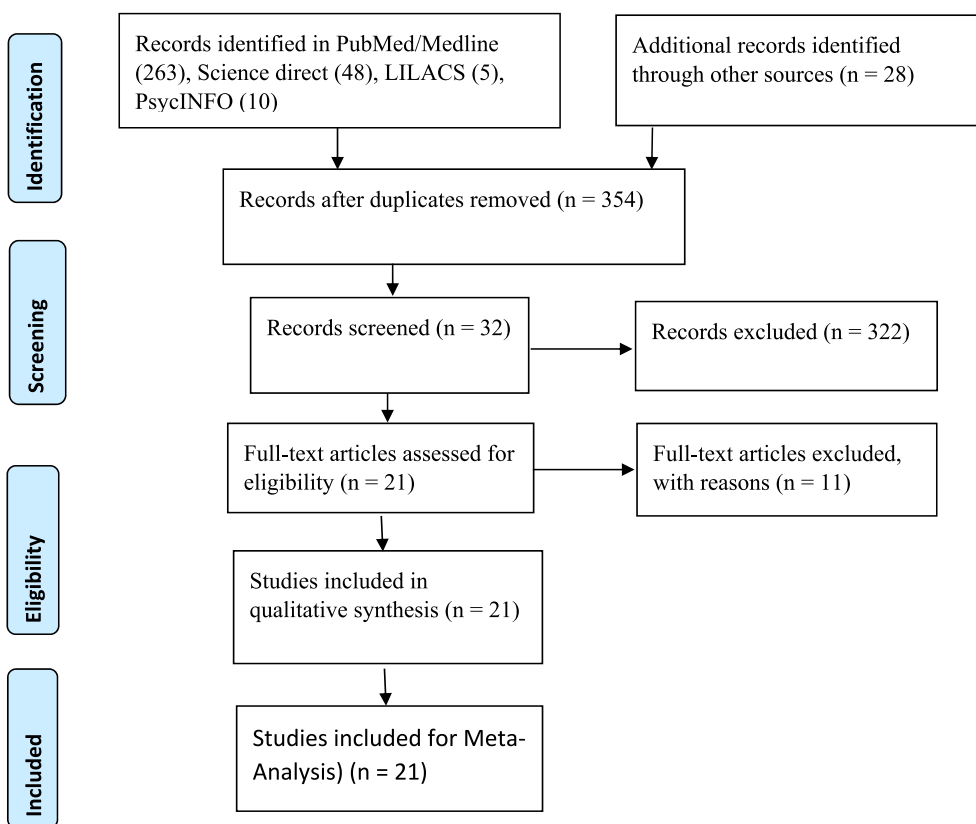 Identification
Records identified in PubMed/Medline
(263), Science direct (48), LILACS (5),
PsycINFO (10)
Additional records identified
through other sources (n = 28)
Records after duplicates removed (n = 354)
Screening
Records screened (n = 32)
Records excluded (n = 322)
Full-text articles assessed for
eligibility (n = 21)
Full-text articles excluded,
with reasons (n = 11)
Eligibility
Studies included in
qualitative synthesis (n = 21)
Included
Studies included for Meta-
Analysis) (n = 21)